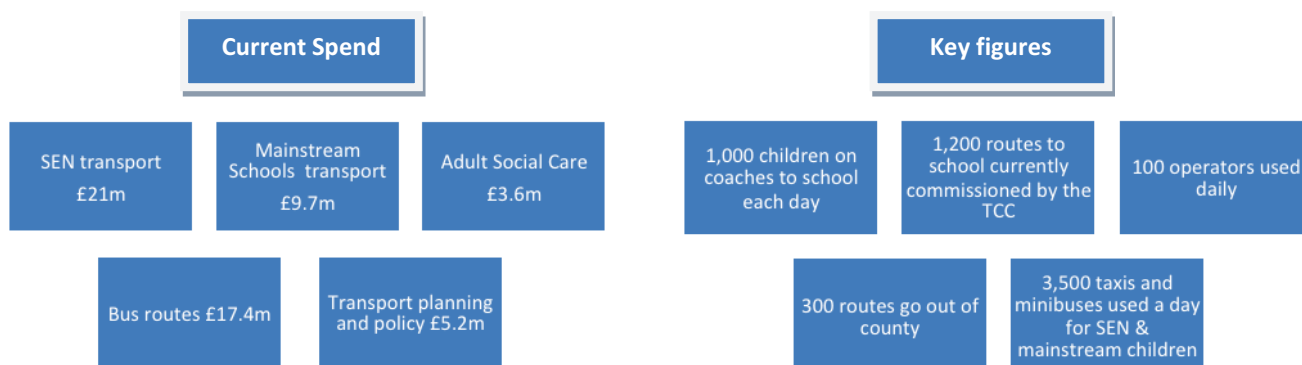 Current Spend
SEN transport
£21m
Mainstream
Schools transport
£9.7m
Adult Social Care
£3.6m
Bus routes £17.4m
Transport planning
and policy £5.2m
Key figures
1,000 children on
coaches to school
each day
1,200 routes to
school currently
commissioned by the
TCC
100 operators used
daily
300 routes go out of
county
3,500 taxis and
minibuses used a day
for SEN &
mainstream children